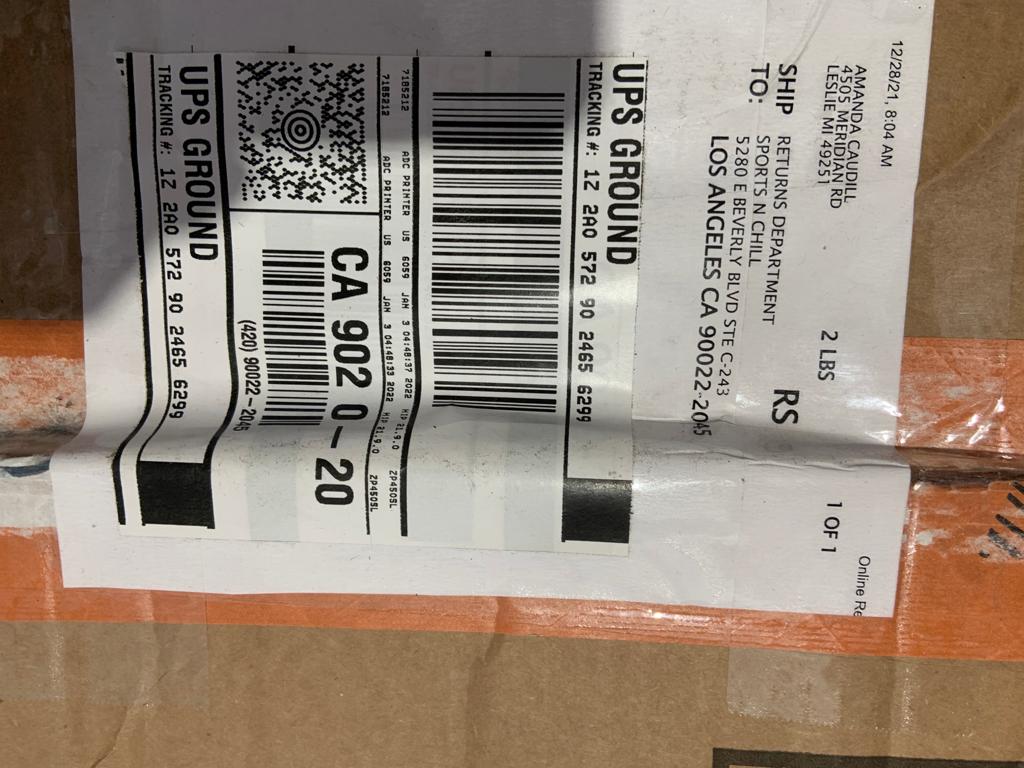 12/28/21, 8:04 AM
Online Re
AMANDA CAUDILL
4505 MERIDIAN RD
LESLIE MI 49251
2 LBS
1 OF 1
RS
SHIP TO:
RETURNS DEPARTMENT
SPORTS N CHILL
5280 E BEVERLY BLVD STE C-243
LOS ANGELES CA 90022-2045
UPS GROUND
TRACKING #: 1Z 2A0 572 90 2465 6299
7185212 ADC PRINTER US 6059 JAN 3 04:48:37 2022 HIP 21.9.0 ZP450SL
7185212 ADC PRINTER US 6059 JAN 3 04:48:33 2022 HIP 21.9.0 ZP450SL
CA 902 0-20
(420) 90022-2045
UPS GROUND
TRACKING #: 1Z 2A0 572 90 2465 6299